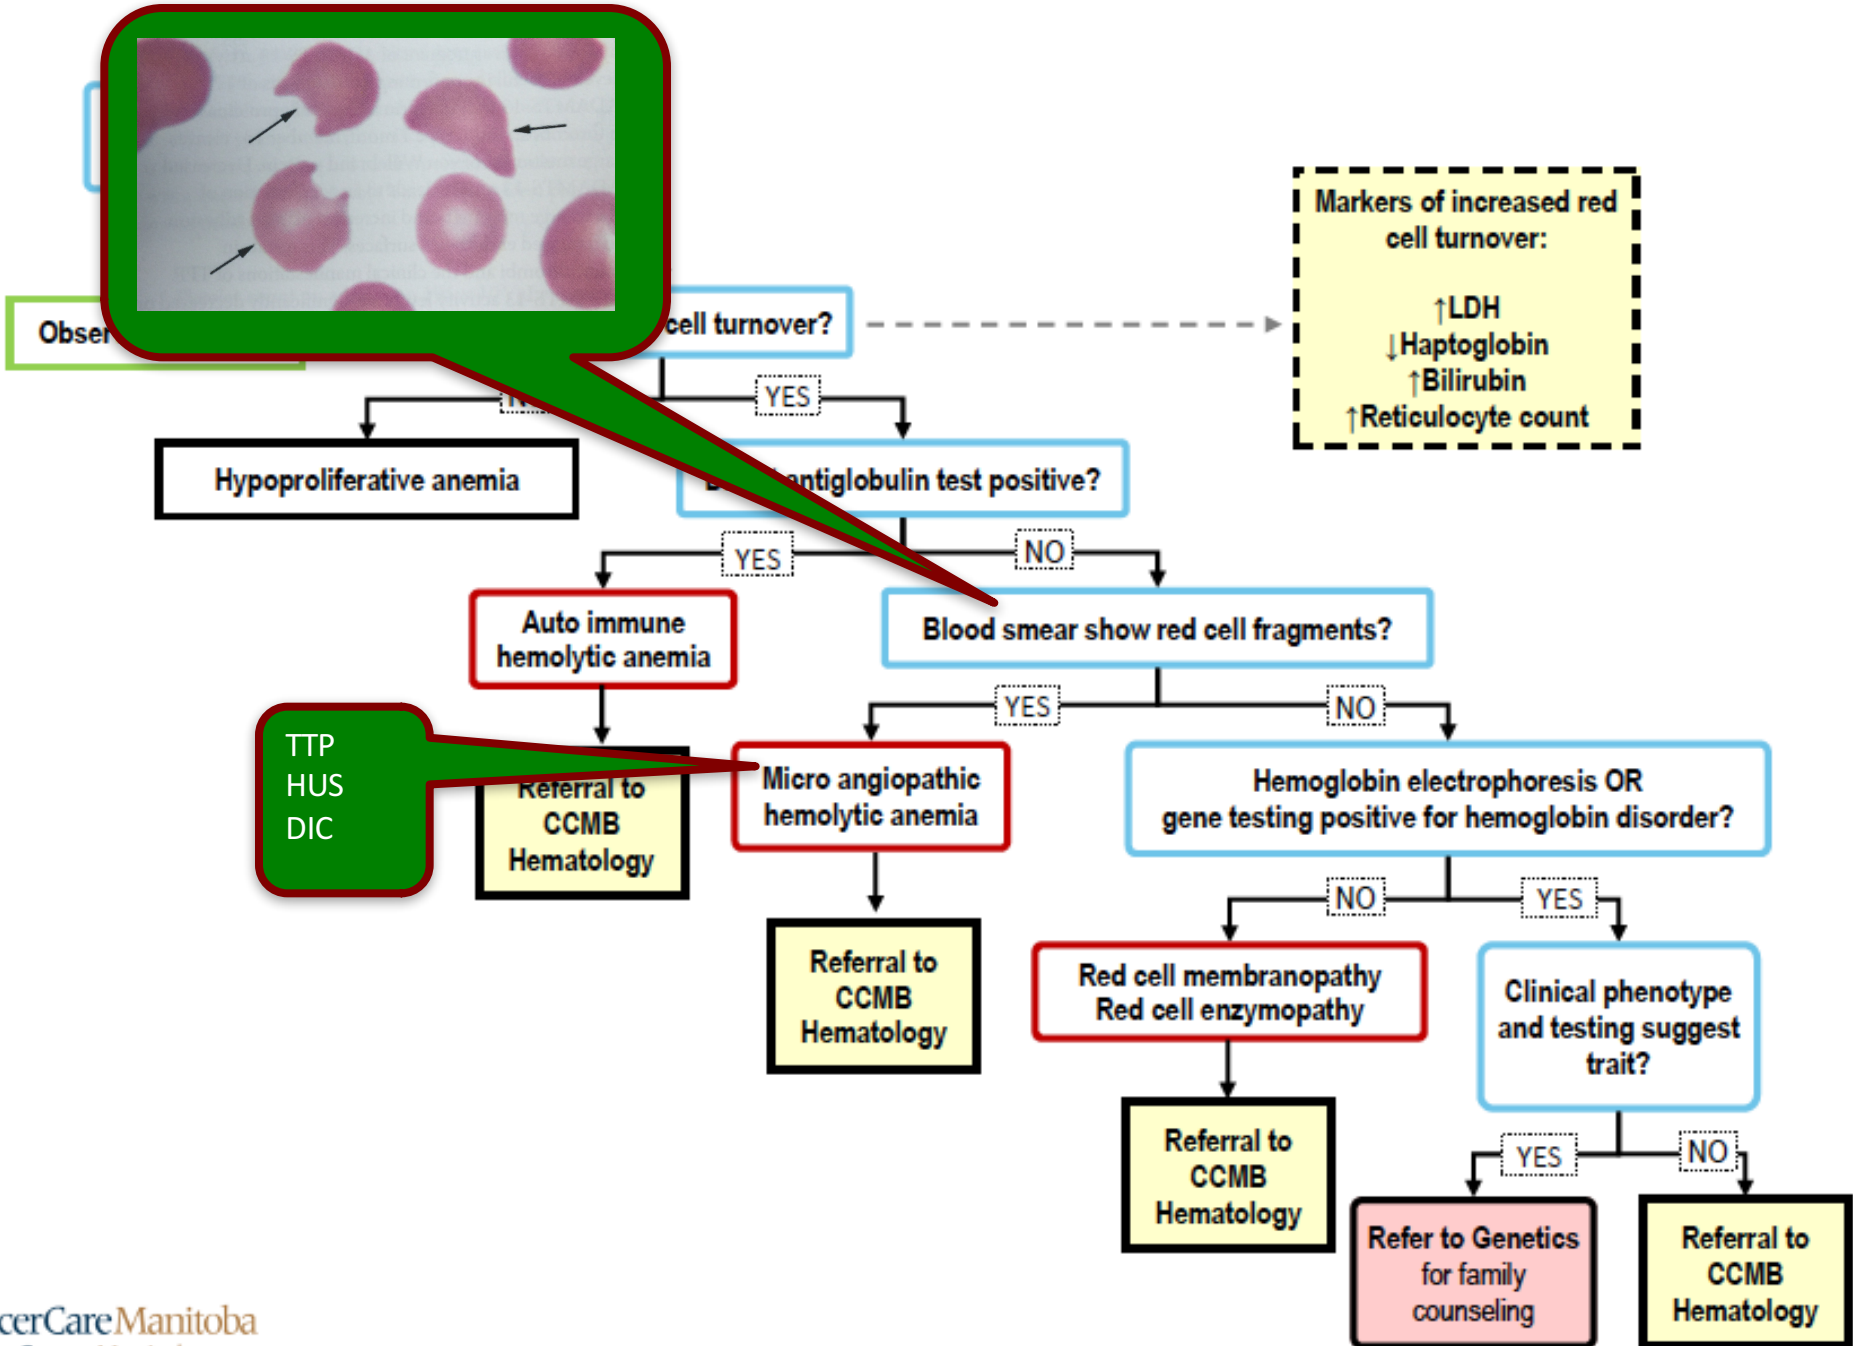 Markers of increased red
cell turnover:
↑LDH
↓Haptoglobin
↑Bilirubin
↑Reticulocyte count
cell turnover?
YES
Hypoproliferative anemia
antiglobulin test positive?
YES
NO
Auto immune
hemolytic anemia
Blood smear show red cell fragments?
YES
NO
TTP
HUS
DIC
Referral to
CCMB
Hematology
Micro angiopathic
hemolytic anemia
Hemoglobin electrophoresis OR
gene testing positive for hemoglobin disorder?
NO
YES
Referral to
CCMB
Hematology
Red cell membranopathy
Red cell enzymopathy
Clinical phenotype
and testing suggest
trait?
Referral to
CCMB
Hematology
YES
NO
Refer to Genetics
for family
counseling
Referral to
CCMB
Hematology
cerCareManitoba